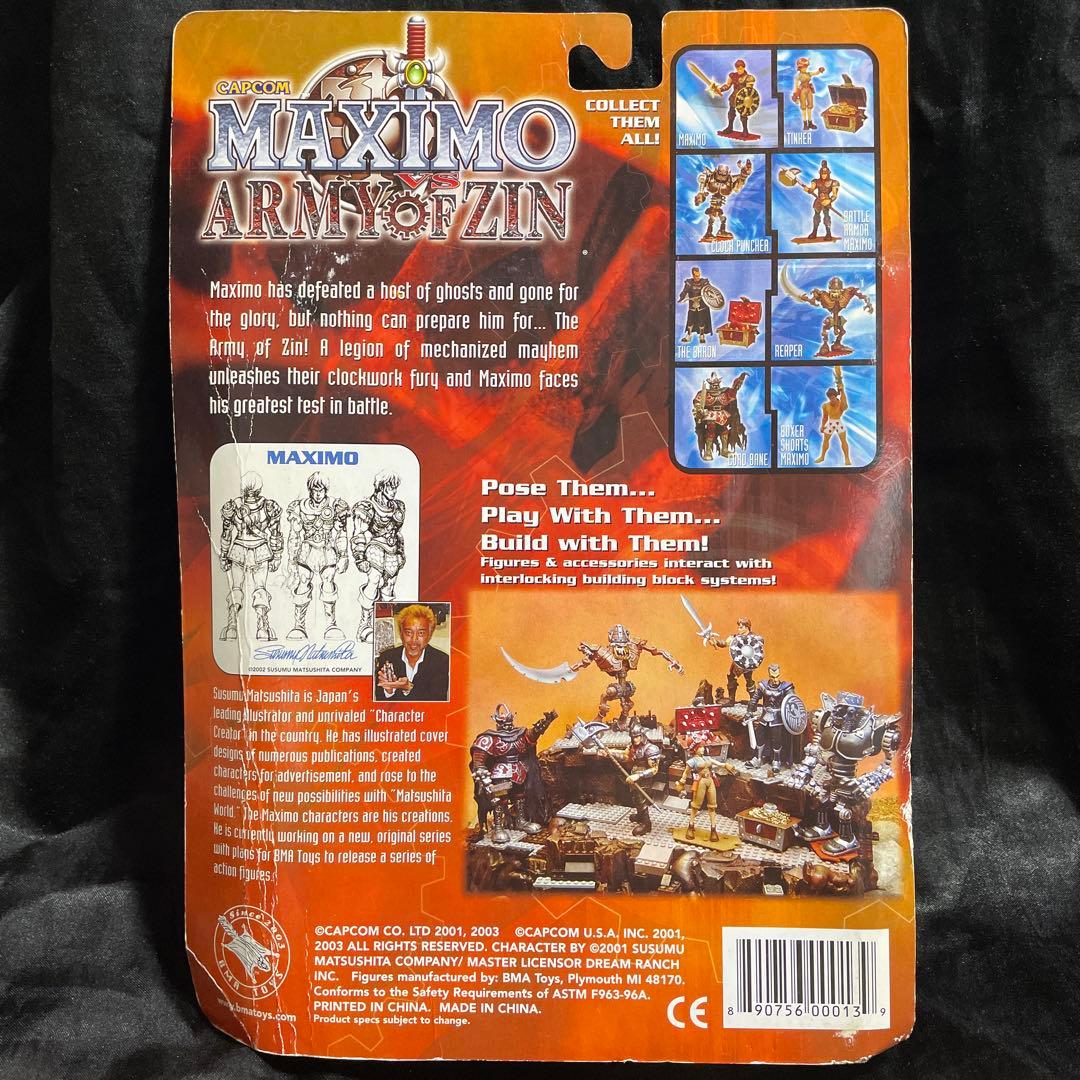 CAPCOM
MAXIMO
VS
ARMY OF ZIN
COLLECT
THEM
ALL!
MAXIMO
TINKER
CLOCK PUNCHER
BATTLE
ARMOR
MAXIMO
THE BARON
REAPER
LORD BANE
BOXER
SHORTS
MAXIMO
Maximo has defeated a host of ghosts and gone for
the glory, but nothing can prepare him for... The
Army of Zin! A legion of mechanized mayhem
unleashes their clockwork fury and Maximo faces
his greatest test in battle.
MAXIMO
Susumu Matsushita
©2002 SUSUMU MATSUSHITA COMPANY
Pose Them...
Play With Them...
Build with Them!
Figures & accessories interact with
interlocking building block systems!
Susumu Matsushita is Japan's
leading illustrator and unrivaled "Character
Creator" in the country. He has illustrated cover
designs of numerous publications, created
characters for advertisement, and rose to the
challenges of new possibilities with "Matsushita
World." The Maximo characters are his creations.
He is currently working on a new, original series
with plans for BMA Toys to release a series of
action figures.
Since 2003
BMA TOYS
www.bmatoys.com
©CAPCOM CO. LTD 2001, 2003 ©CAPCOM U.S.A. INC. 2001,
2003 ALL RIGHTS RESERVED. CHARACTER BY ©2001 SUSUMU
MATSUSHITA COMPANY/ MASTER LICENSOR DREAM RANCH
INC. Figures manufactured by: BMA Toys, Plymouth MI 48170.
Conforms to the Safety Requirements of ASTM F963-96A.
PRINTED IN CHINA. MADE IN CHINA.
Product specs subject to change.
CE
8 90756 00013 9